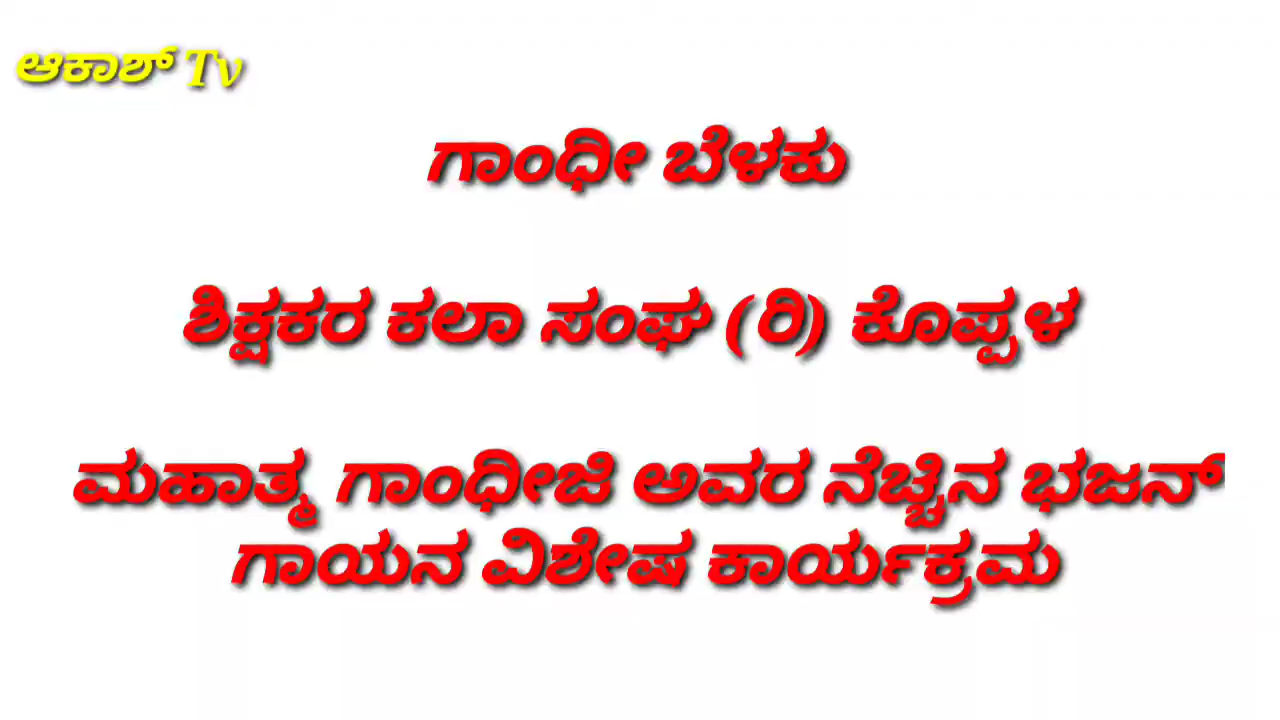 ಆಕಾಶ್ Tv
ಗಾಂಧೀ ಬೆಳಕು
ಶಿಕ್ಷಕರ ಕಲಾ ಸಂಘ (ರಿ) ಕೊಪ್ಪಳ
ಮಹಾತ್ಮ ಗಾಂಧೀಜಿ ಅವರ ನೆಚ್ಚಿನ ಭಜನ್
ಗಾಯನ ವಿಶೇಷ ಕಾರ್ಯಕ್ರಮ